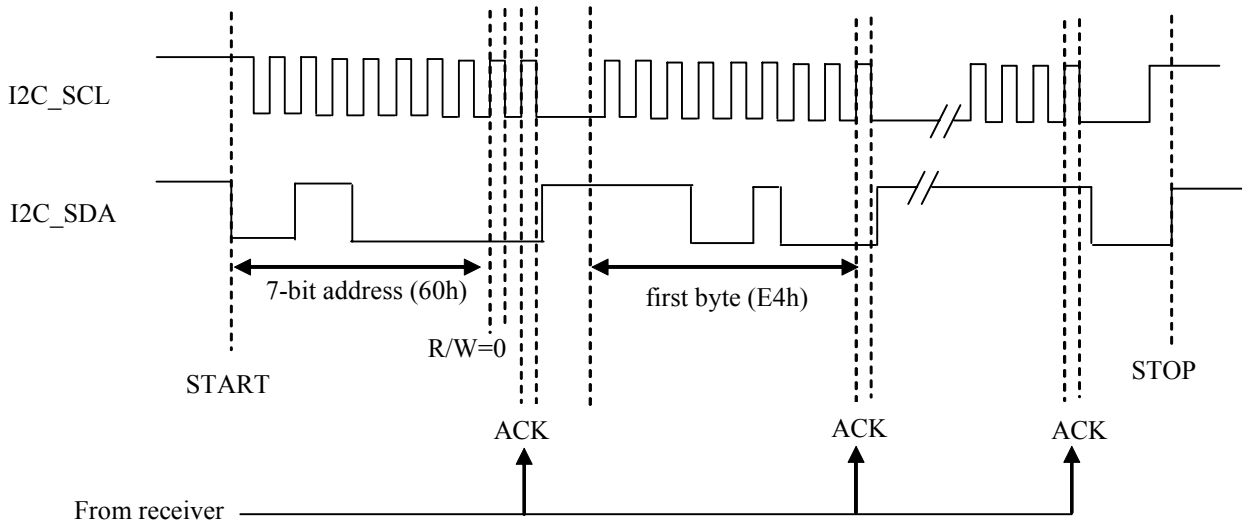 I2C_SCL
I2C_SDA
7-bit address (60h)
first byte (E4h)
R/W=0
START
STOP
ACK
ACK
ACK
From receiver